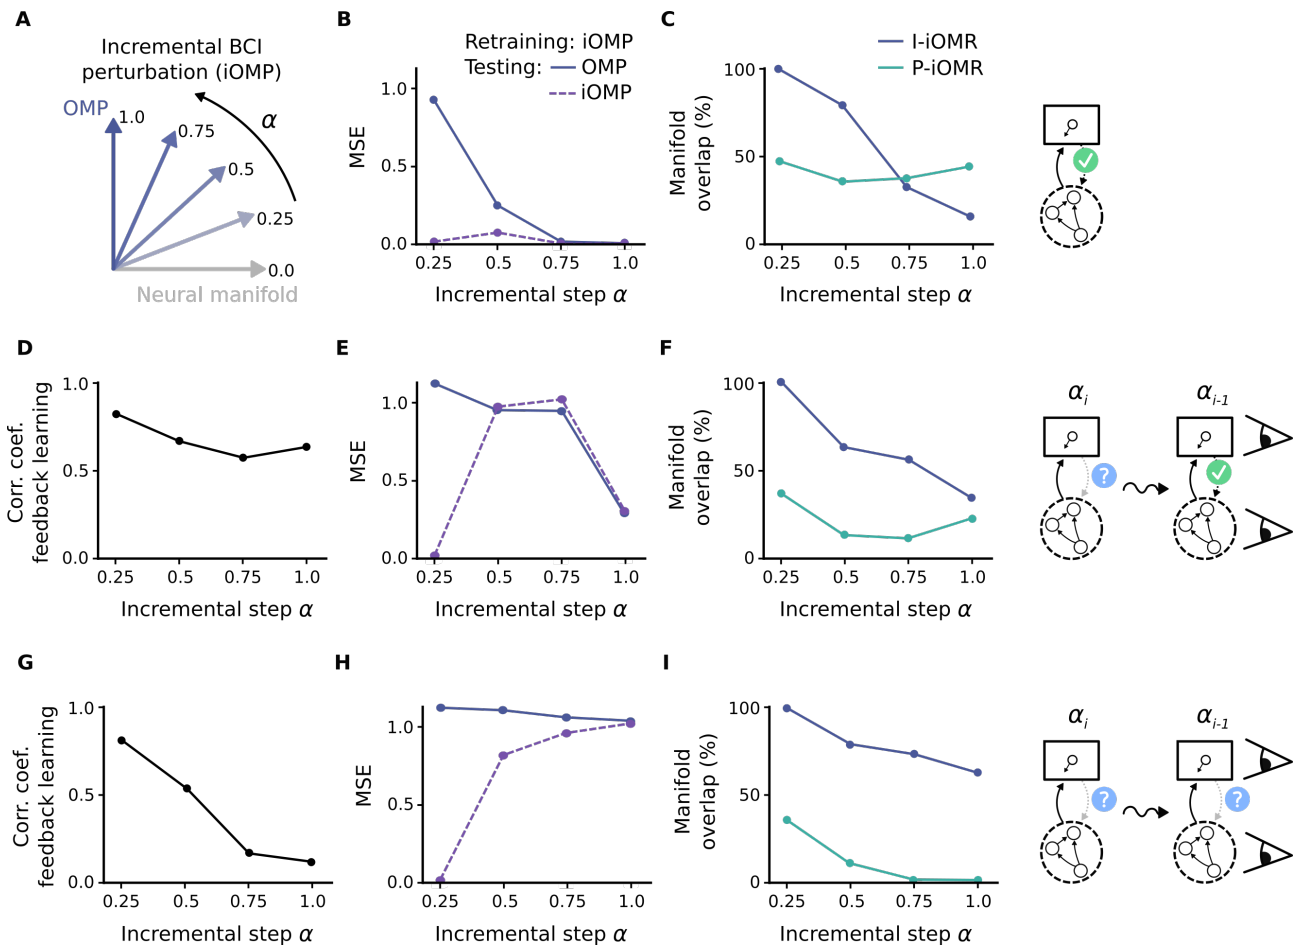 A
Incremental BCI
perturbation (iOMP)
OMP
1.0
0.75
0.5
0.25
0.0
α
Neural manifold
B
Retraining: iOMP
Testing: OMP
iOMP
MSE
1.0
0.5
0.0
0.25 0.5 0.75 1.0
Incremental step α
C
I-iOMR
P-iOMR
Manifold
overlap (%)
100
50
0
0.25 0.5 0.75 1.0
Incremental step α
D
Corr. coef.
feedback learning
1.0
0.5
0.0
0.25 0.5 0.75 1.0
Incremental step α
E
MSE
1.0
0.5
0.0
0.25 0.5 0.75 1.0
Incremental step α
F
Manifold
overlap (%)
100
50
0
0.25 0.5 0.75 1.0
Incremental step α
αi αi-1
?
G
Corr. coef.
feedback learning
1.0
0.5
0.0
0.25 0.5 0.75 1.0
Incremental step α
H
MSE
1.0
0.5
0.0
0.25 0.5 0.75 1.0
Incremental step α
I
Manifold
overlap (%)
100
50
0
0.25 0.5 0.75 1.0
Incremental step α
αi αi-1
? ?